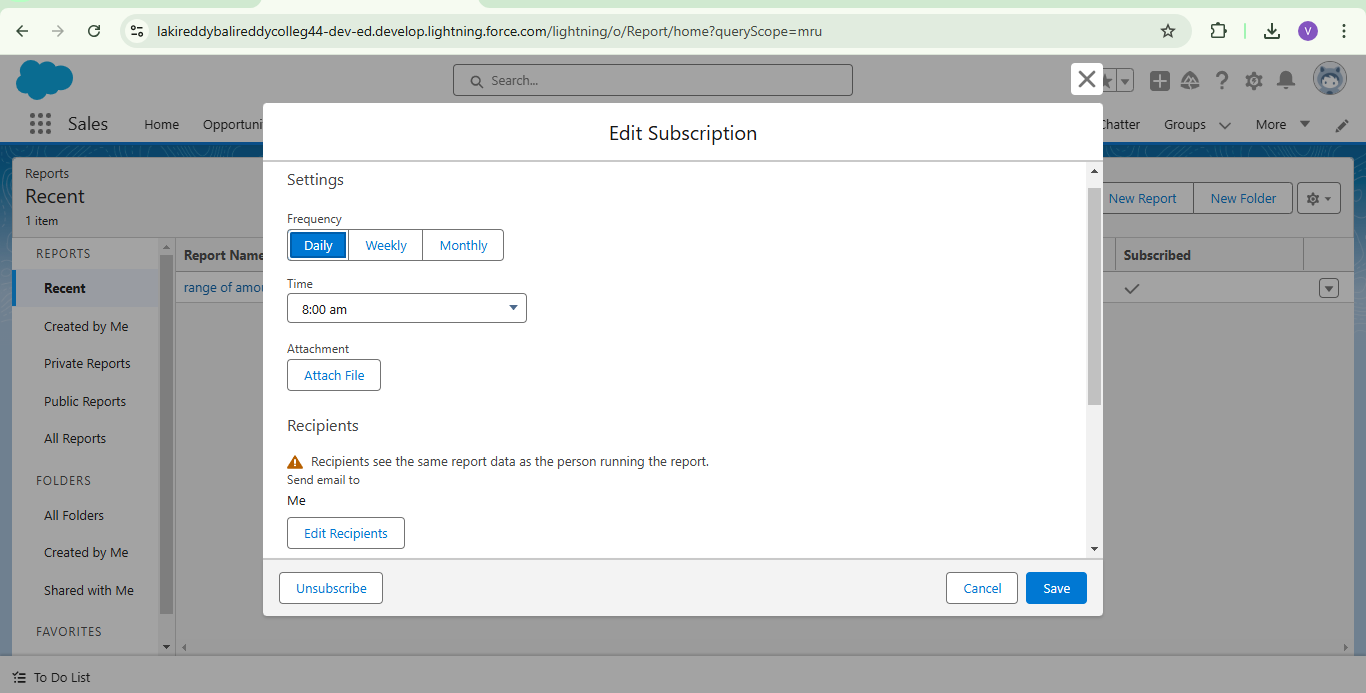 lakireddybalireddycolleg44-dev-ed.develop.lightning.force.com/lightning/o/Report/home?queryScope=mru
V
Search...
Sales
Home
Opportuni
Chatter
Groups
More
Edit Subscription
Reports
Recent
1 item
New Report
New Folder
REPORTS
Recent
Created by Me
Private Reports
Public Reports
All Reports
FOLDERS
All Folders
Created by Me
Shared with Me
FAVORITES
Report Name
Subscribed
range of amou
Settings
Frequency
Daily Weekly Monthly
Time
8:00 am
Attachment
Attach File
Recipients
Recipients see the same report data as the person running the report.
Send email to
Me
Edit Recipients
Unsubscribe
Cancel
Save
To Do List